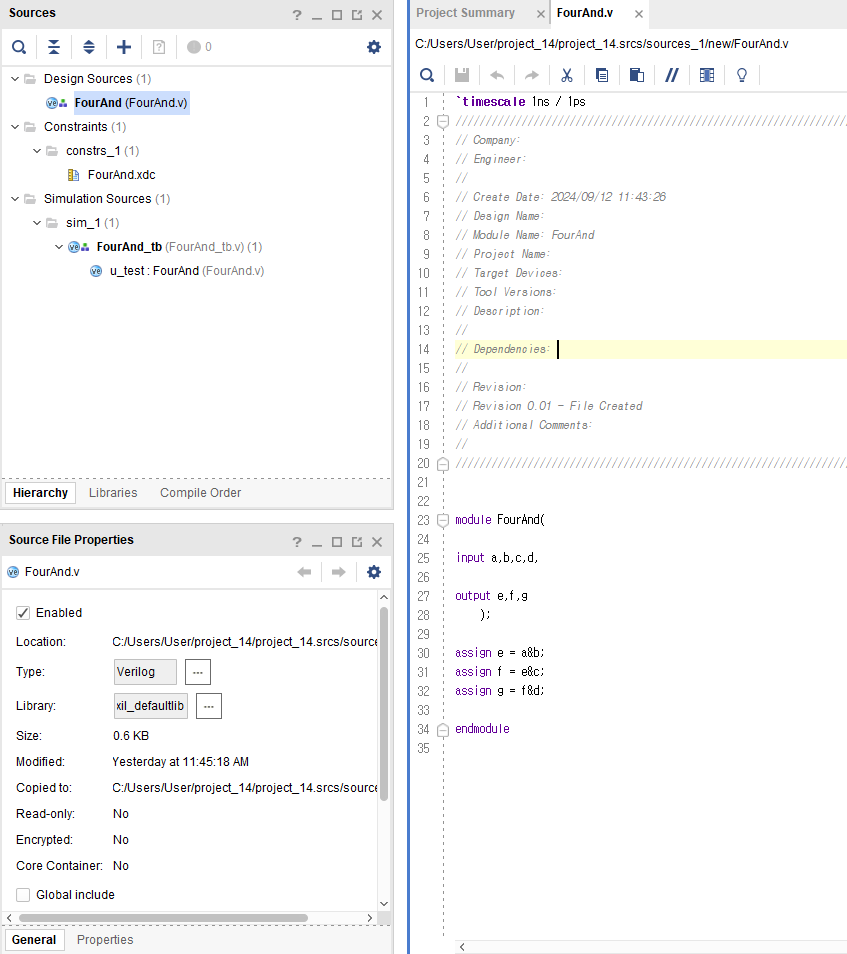 Sources
? _
0
Design Sources (1)
FourAnd (FourAnd.v)
Constraints (1)
constrs_1 (1)
FourAnd.xdc
Simulation Sources (1)
sim_1 (1)
FourAnd_tb (FourAnd_tb.v) (1)
u_test : FourAnd (FourAnd.v)
Hierarchy Libraries Compile Order
Source File Properties
? _
FourAnd.v
Enabled
Location: C:/Users/User/project_14/project_14.srcs/source
Type: Verilog ...
Library: xil_defaultlib ...
Size: 0.6 KB
Modified: Yesterday at 11:45:18 AM
Copied to: C:/Users/User/project_14/project_14.srcs/source
Read-only: No
Encrypted: No
Core Container: No
Global include
General Properties
Project Summary × FourAnd.v ×
C:/Users/User/project_14/project_14.srcs/sources_1/new/FourAnd.v
1 `timescale 1ns / 1ps
2 //////////////////////////////////////////////////////////////////
3 // Company:
4 // Engineer:
5 //
6 // Create Date: 2024/09/12 11:43:26
7 // Design Name:
8 // Module Name: FourAnd
9 // Project Name:
10 // Target Devices:
11 // Tool Versions:
12 // Description:
13 //
14 // Dependencies:
15 //
16 // Revision:
17 // Revision 0.01 - File Created
18 // Additional Comments:
19 //
20 //////////////////////////////////////////////////////////////////
21
22
23 module FourAnd(
24
25 input a,b,c,d,
26
27 output e,f,g
28 );
29
30 assign e = a&b;
31 assign f = e&c;
32 assign g = f&d;
33
34 endmodule
35